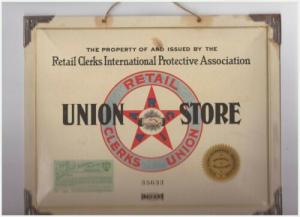 THE PROPERTY OF AND ISSUED BY THE
Retail Clerks International Protective Association
RETAIL
UNION STORE
CLERKS UNION
35633